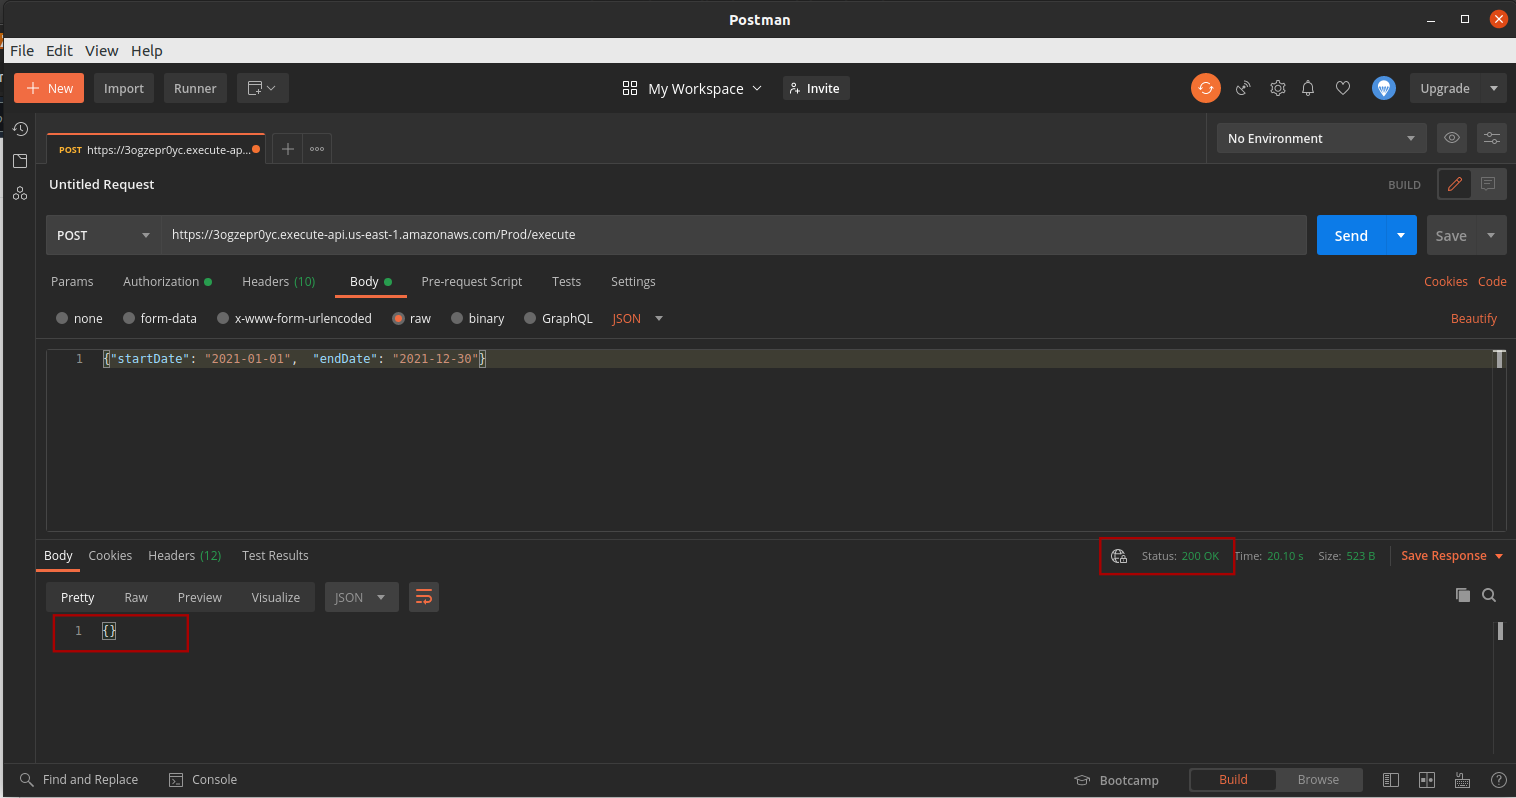 Postman
File Edit View Help
New Import Runner My Workspace Invite Upgrade
POST https://3ogzepr0yc.execute-ap... No Environment
Untitled Request BUILD
POST https://3ogzepr0yc.execute-api.us-east-1.amazonaws.com/Prod/execute Send Save
Params Authorization Headers (10) Body Pre-request Script Tests Settings Cookies Code
none form-data x-www-form-urlencoded raw binary GraphQL JSON Beautify
1 {"startDate": "2021-01-01", "endDate": "2021-12-30"}
Body Cookies Headers (12) Test Results Status: 200 OK Time: 20.10 s Size: 523 B Save Response
Pretty Raw Preview Visualize JSON
1 {}
Find and Replace Console Bootcamp Build Browse